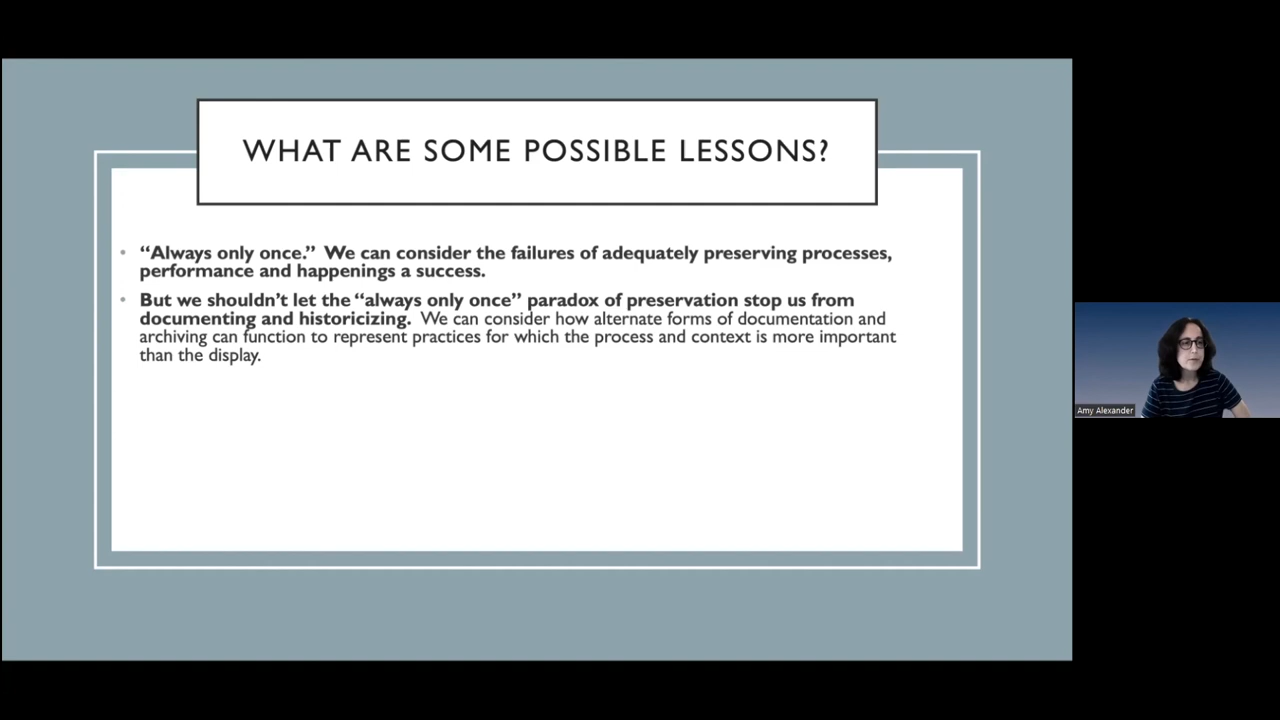 WHAT ARE SOME POSSIBLE LESSONS?
• “Always only once.” We can consider the failures of adequately preserving processes,
performance and happenings a success.
• But we shouldn’t let the “always only once” paradox of preservation stop us from
documenting and historicizing. We can consider how alternate forms of documentation and
archiving can function to represent practices for which the process and context is more important
than the display.
Amy Alexander